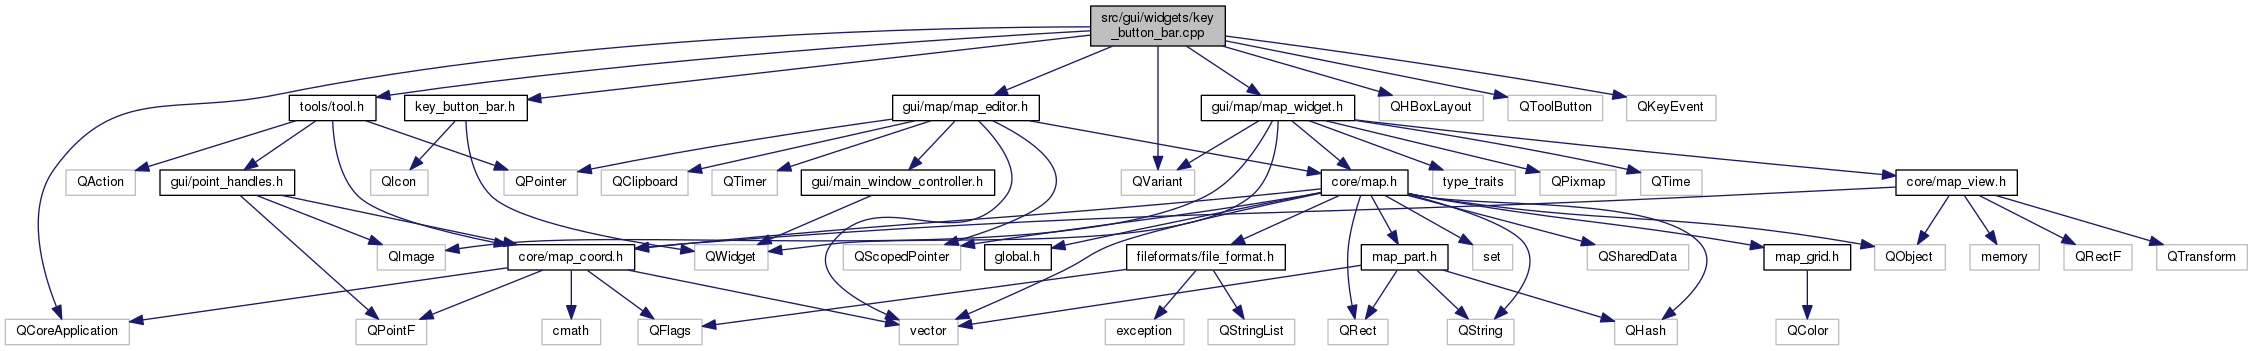 src/gui/widgets/key
_button_bar.cpp
tools/tool.h
key_button_bar.h
gui/map/map_editor.h
gui/map/map_widget.h
QHBoxLayout
QToolButton
QKeyEvent
QAction
gui/point_handles.h
QIcon
QPointer
QClipboard
QTimer
gui/main_window_controller.h
QVariant
core/map.h
type_traits
QPixmap
QTime
core/map_view.h
QImage
core/map_coord.h
QWidget
QScopedPointer
global.h
fileformats/file_format.h
map_part.h
set
QSharedData
map_grid.h
QObject
memory
QRectF
QTransform
QCoreApplication
QPointF
cmath
QFlags
vector
exception
QStringList
QRect
QString
QHash
QColor